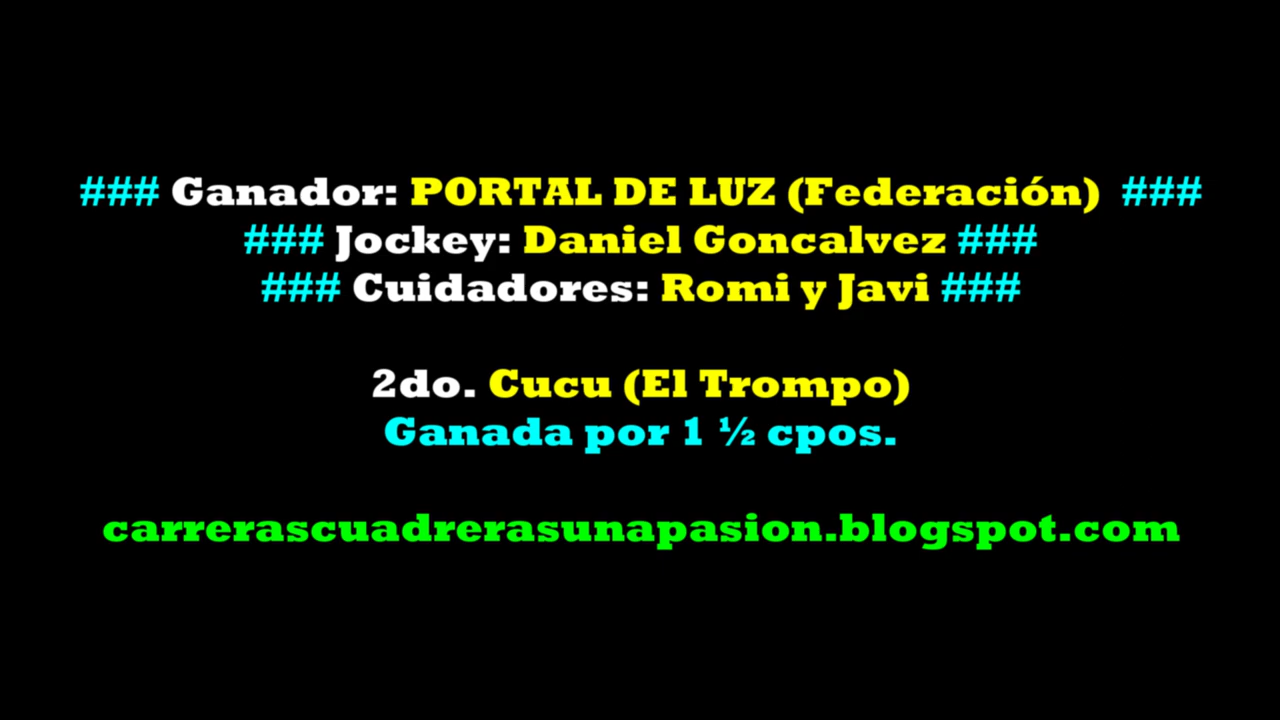 ### Ganador: PORTAL DE LUZ (Federación) ###
### Jockey: Daniel Goncalvez ###
### Cuidadores: Romi y Javi ###
2do. Cucu (El Trompo)
Ganada por 1 ½ cpos.
carrerascuadrerasunapasion.blogspot.com